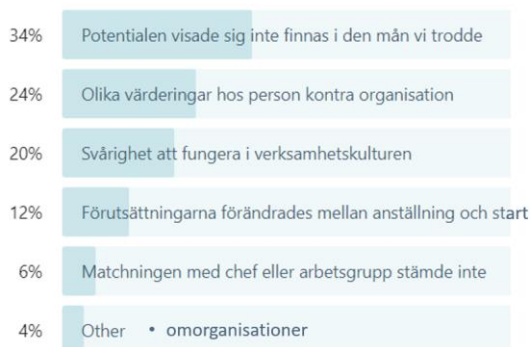 34% Potentialen visade sig inte finnas i den mån vi trodde
24% Olika värderingar hos person kontra organisation
20% Svårighet att fungera i verksamhetskulturen
12% Förutsättningarna förändrades mellan anställning och start
6% Matchningen med chef eller arbetsgrupp stämde inte
4% Other • omorganisationer